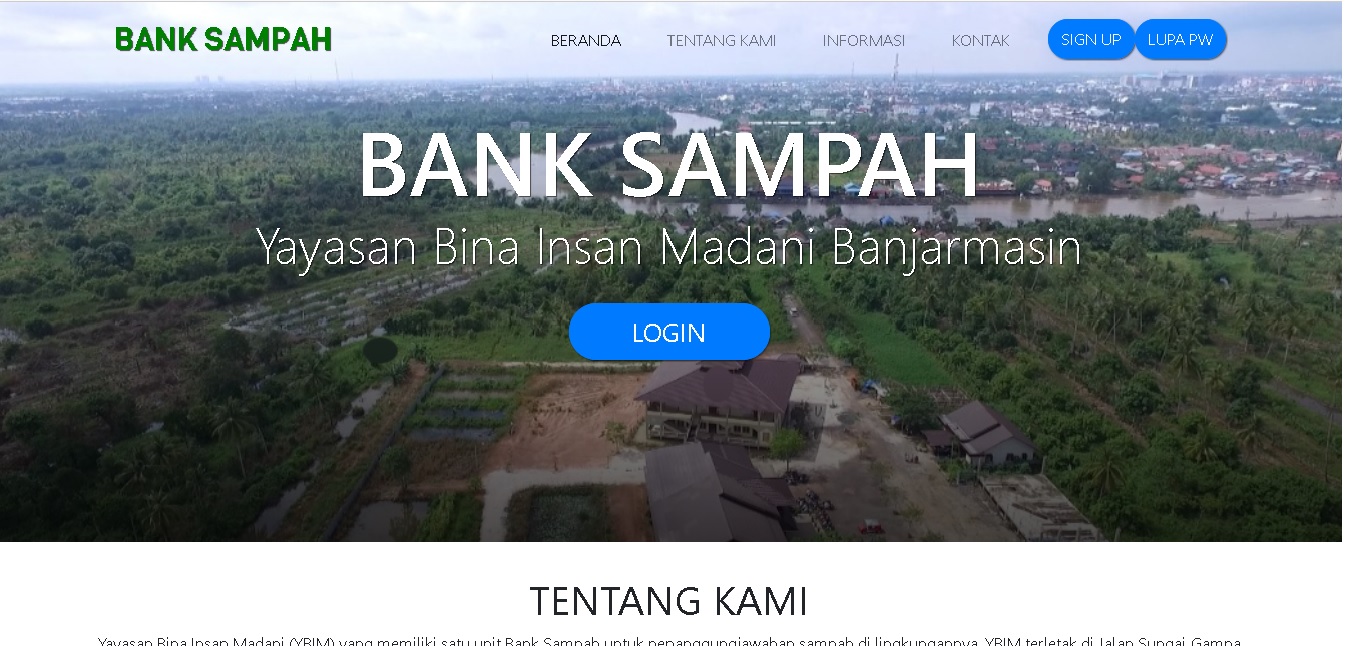 BANK SAMPAH
BERANDA
TENTANG KAMI
INFORMASI
KONTAK
SIGN UP
LUPA PW
BANK SAMPAH
Yayasan Bina Insan Madani Banjarmasin
LOGIN
TENTANG KAMI
Yayasan Bina Insan Madani (YBIM) yang memiliki satu unit Bank Sampah untuk penanggungjawaban sampah di lingkungannya. YBIM terletak di Jalan Sungai Gampa